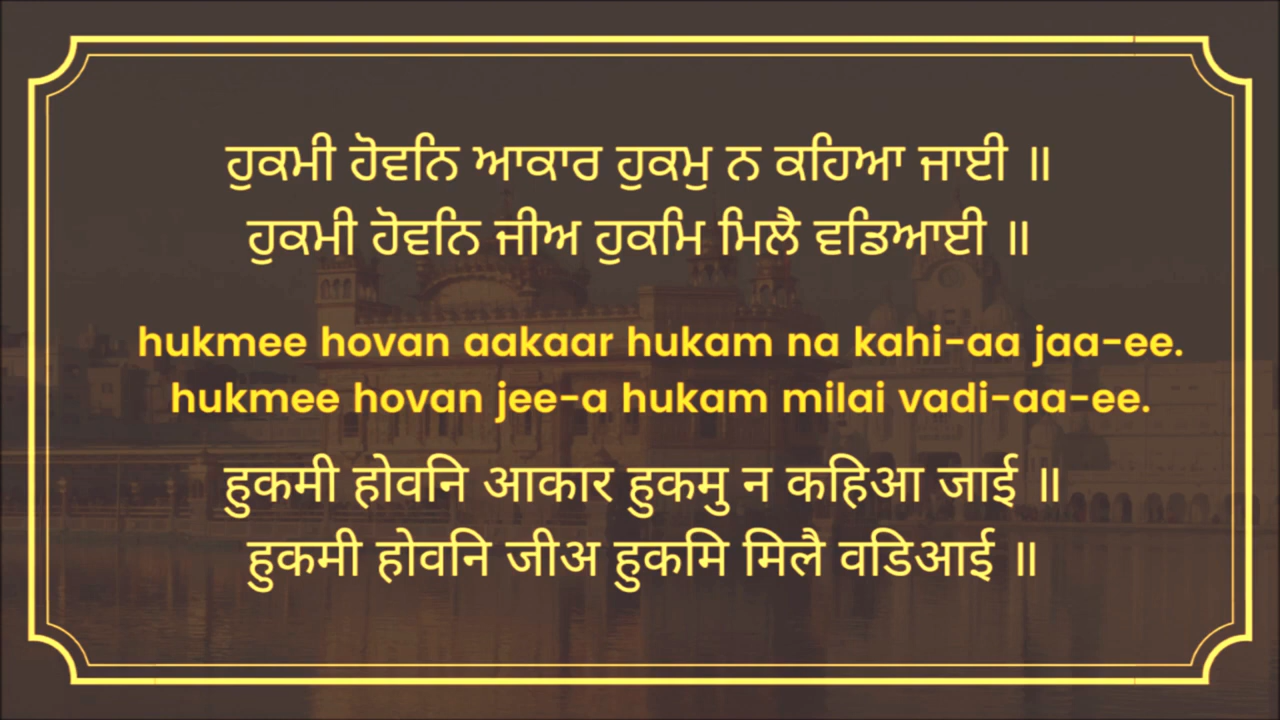 ਹੁਕਮੀ ਹੋਵਨਿ ਆਕਾਰ ਹੁਕਮੁ ਨ ਕਹਿਆ ਜਾਈ ॥
ਹੁਕਮੀ ਹੋਵਨਿ ਜੀਅ ਹੁਕਮਿ ਮਿਲੈ ਵਡਿਆਈ ॥
hukmee hovan aakaar hukam na kahi-aa jaa-ee.
hukmee hovan jee-a hukam milai vadi-aa-ee.
हुकमी होवनि आकार हुकमु न कहिआ जाई ॥
हुकमी होवनि जीअ हुकमि मिलै वडिआई ॥